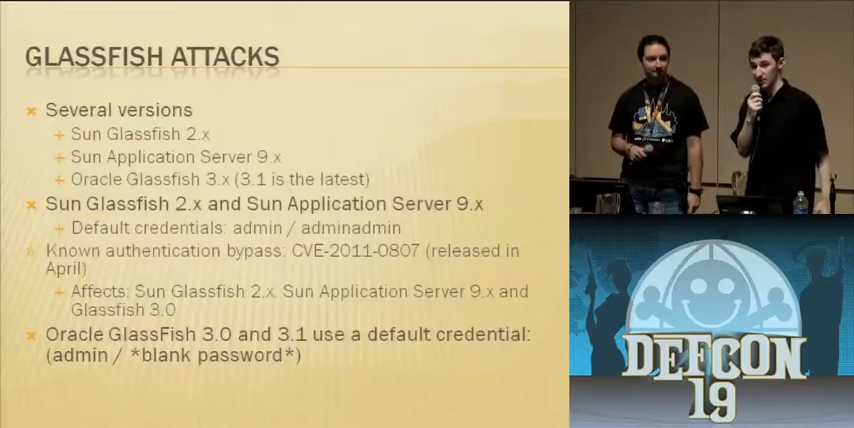 GLASSFISH ATTACKS
Several versions
Sun Glassfish 2.x
Sun Application Server 9.x
Oracle Glassfish 3.x (3.1 is the latest)
Sun Glassfish 2.x and Sun Application Server 9.x
Default credentials: admin / adminadmin
Known authentication bypass: CVE-2011-0807 (released in
April)
Affects: Sun Glassfish 2.x, Sun Application Server 9.x and
Glassfish 3.0
Oracle GlassFish 3.0 and 3.1 use a default credential:
(admin / *blank password*)
DEFCON
19